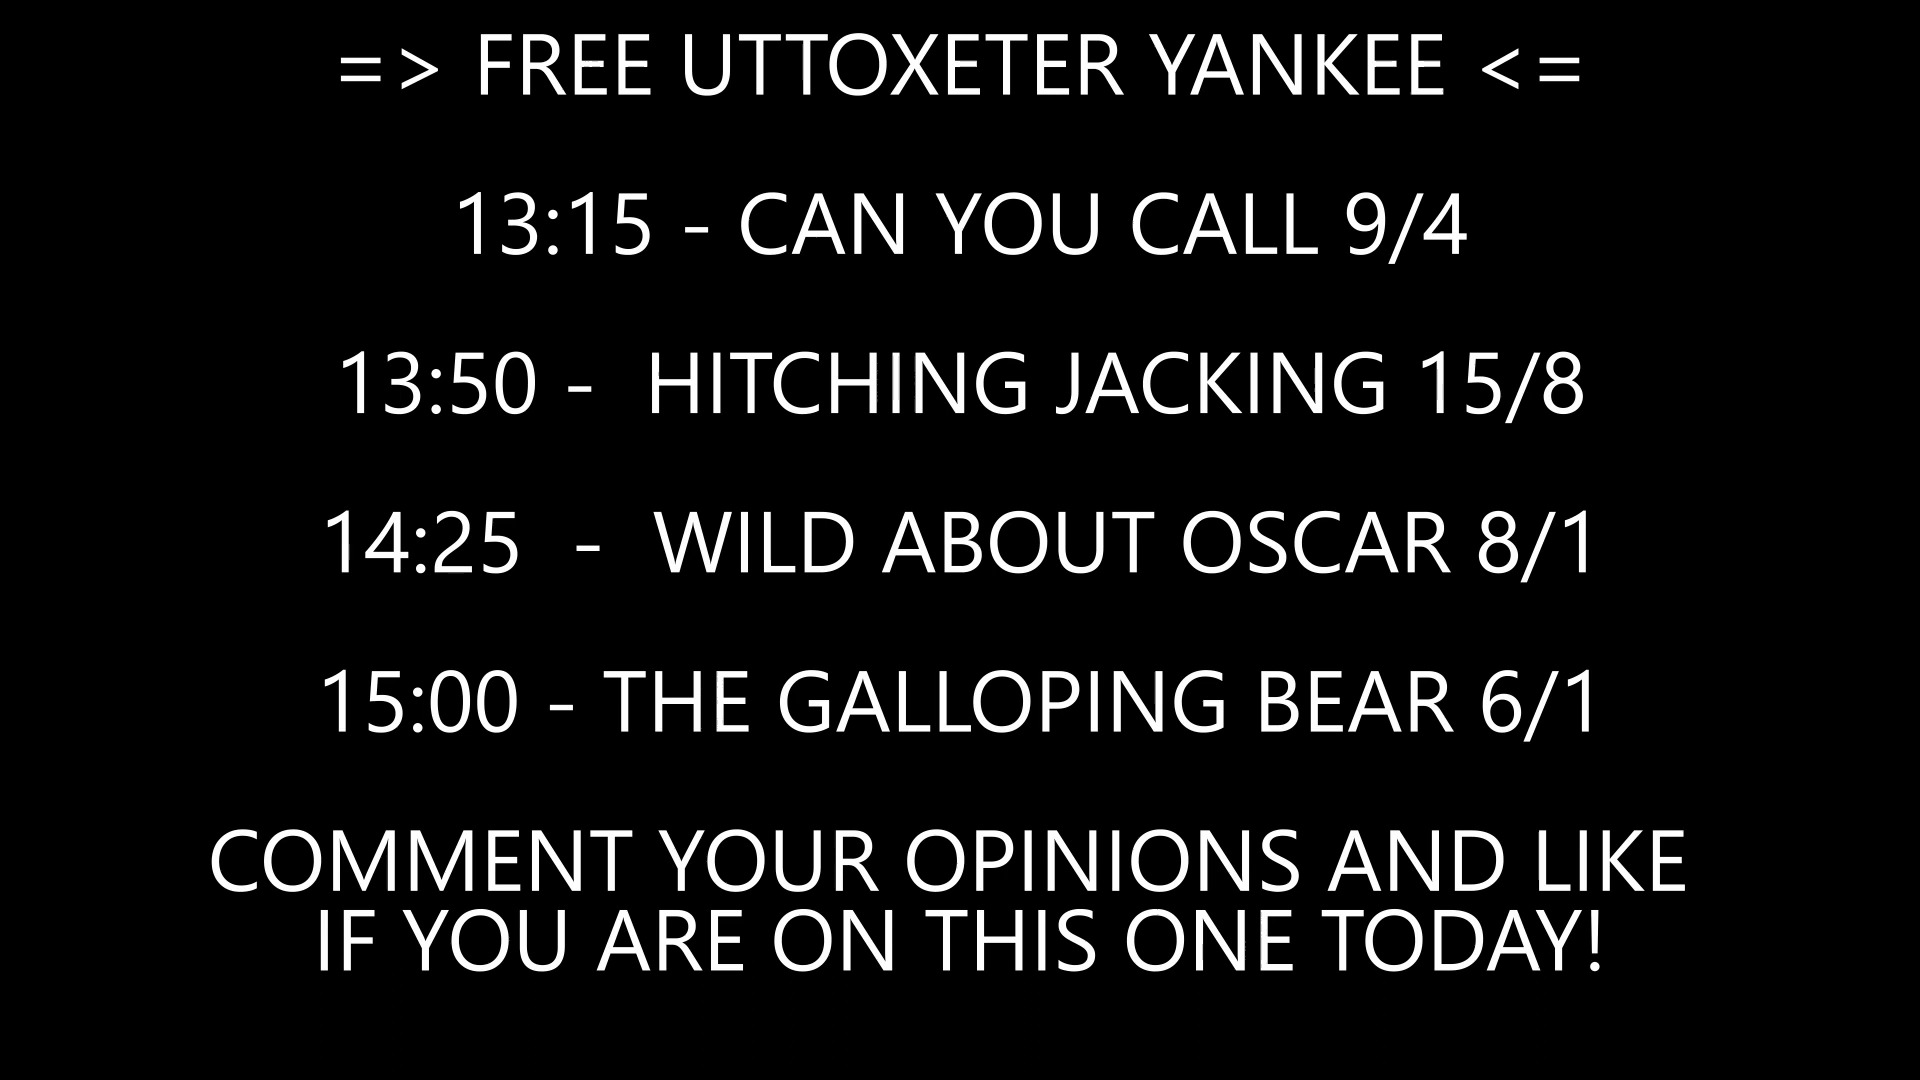 => FREE UTTOXETER YANKEE <=
13:15 - CAN YOU CALL 9/4
13:50 -  HITCHING JACKING 15/8
14:25  -  WILD ABOUT OSCAR 8/1
15:00 - THE GALLOPING BEAR 6/1
COMMENT YOUR OPINIONS AND LIKE
IF YOU ARE ON THIS ONE TODAY!